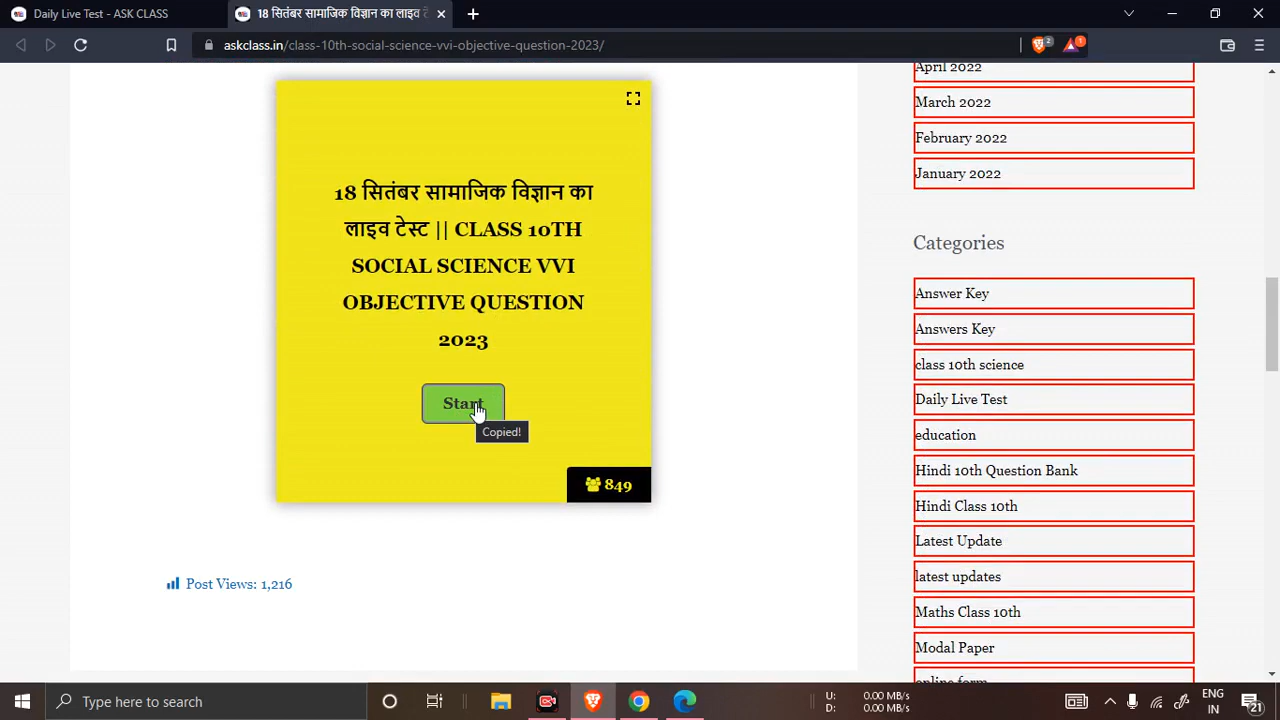 Daily Live Test - ASK CLASS
18 सितंबर सामाजिक विज्ञान का लाइव टे
askclass.in/class-10th-social-science-vvi-objective-question-2023/
2
1
April 2022
March 2022
February 2022
January 2022
18 सितंबर सामाजिक विज्ञान का
लाइव टेस्ट || CLASS 10TH
SOCIAL SCIENCE VVI
OBJECTIVE QUESTION
2023
Start
Copied!
849
Post Views: 1,216
Categories
Answer Key
Answers Key
class 10th science
Daily Live Test
education
Hindi 10th Question Bank
Hindi Class 10th
Latest Update
latest updates
Maths Class 10th
Modal Paper
online form
Type here to search
U: 0.00 MB/s
D: 0.00 MB/s
ENG
IN
21